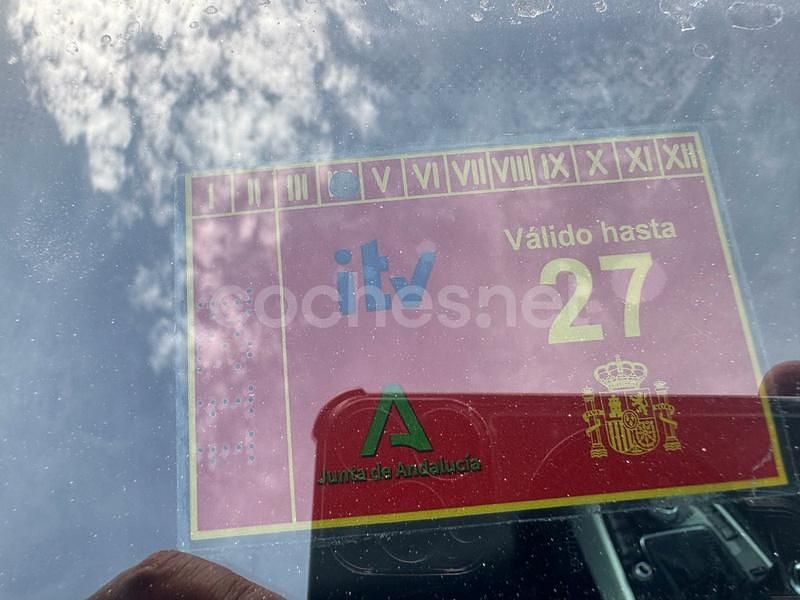 I II III V VI VII VIII IX X XI XII
Válido hasta
itv
27
coches.net
Junta de Andalucía